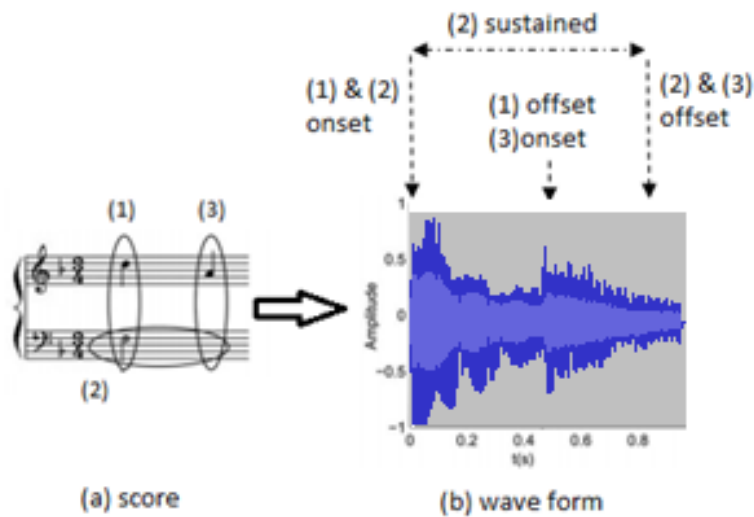 (2) sustained
(1) & (2)
onset
(1) offset
(3)onset
(2) & (3)
offset
(1)
(3)
(2)
1
0.5
0
−0.5
−1
Amplitude
0
0.2
0.4
0.6
0.8
t(s)
(a) score
(b) wave form